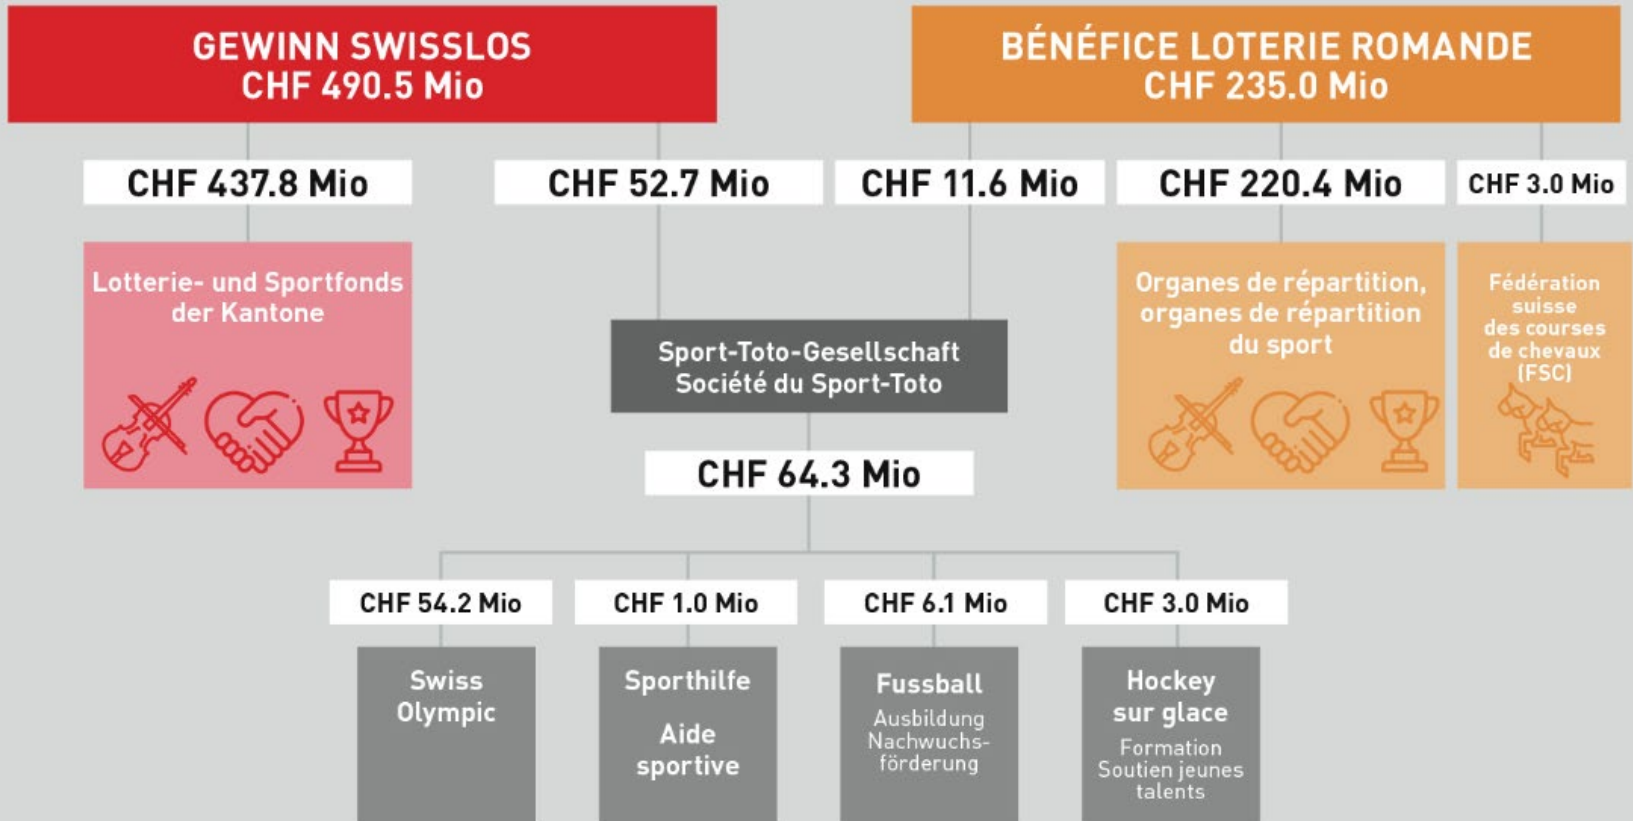 GEWINN SWISSLOS
CHF 490.5 Mio
BÉNÉFICE LOTERIE ROMANDE
CHF 235.0 Mio
CHF 437.8 Mio
CHF 52.7 Mio
CHF 11.6 Mio
CHF 220.4 Mio
CHF 3.0 Mio
Lotterie- und Sportfonds
der Kantone
Organes de répartition,
organes de répartition
du sport
Fédération
suisse
des courses
de chevaux
(FSC)
Sport-Toto-Gesellschaft
Société du Sport-Toto
CHF 64.3 Mio
CHF 54.2 Mio
CHF 1.0 Mio
CHF 6.1 Mio
CHF 3.0 Mio
Swiss
Olympic
Sporthilfe
Aide
sportive
Fussball
Ausbildung
Nachwuchs-
förderung
Hockey
sur glace
Formation
Soutien jeunes
talents